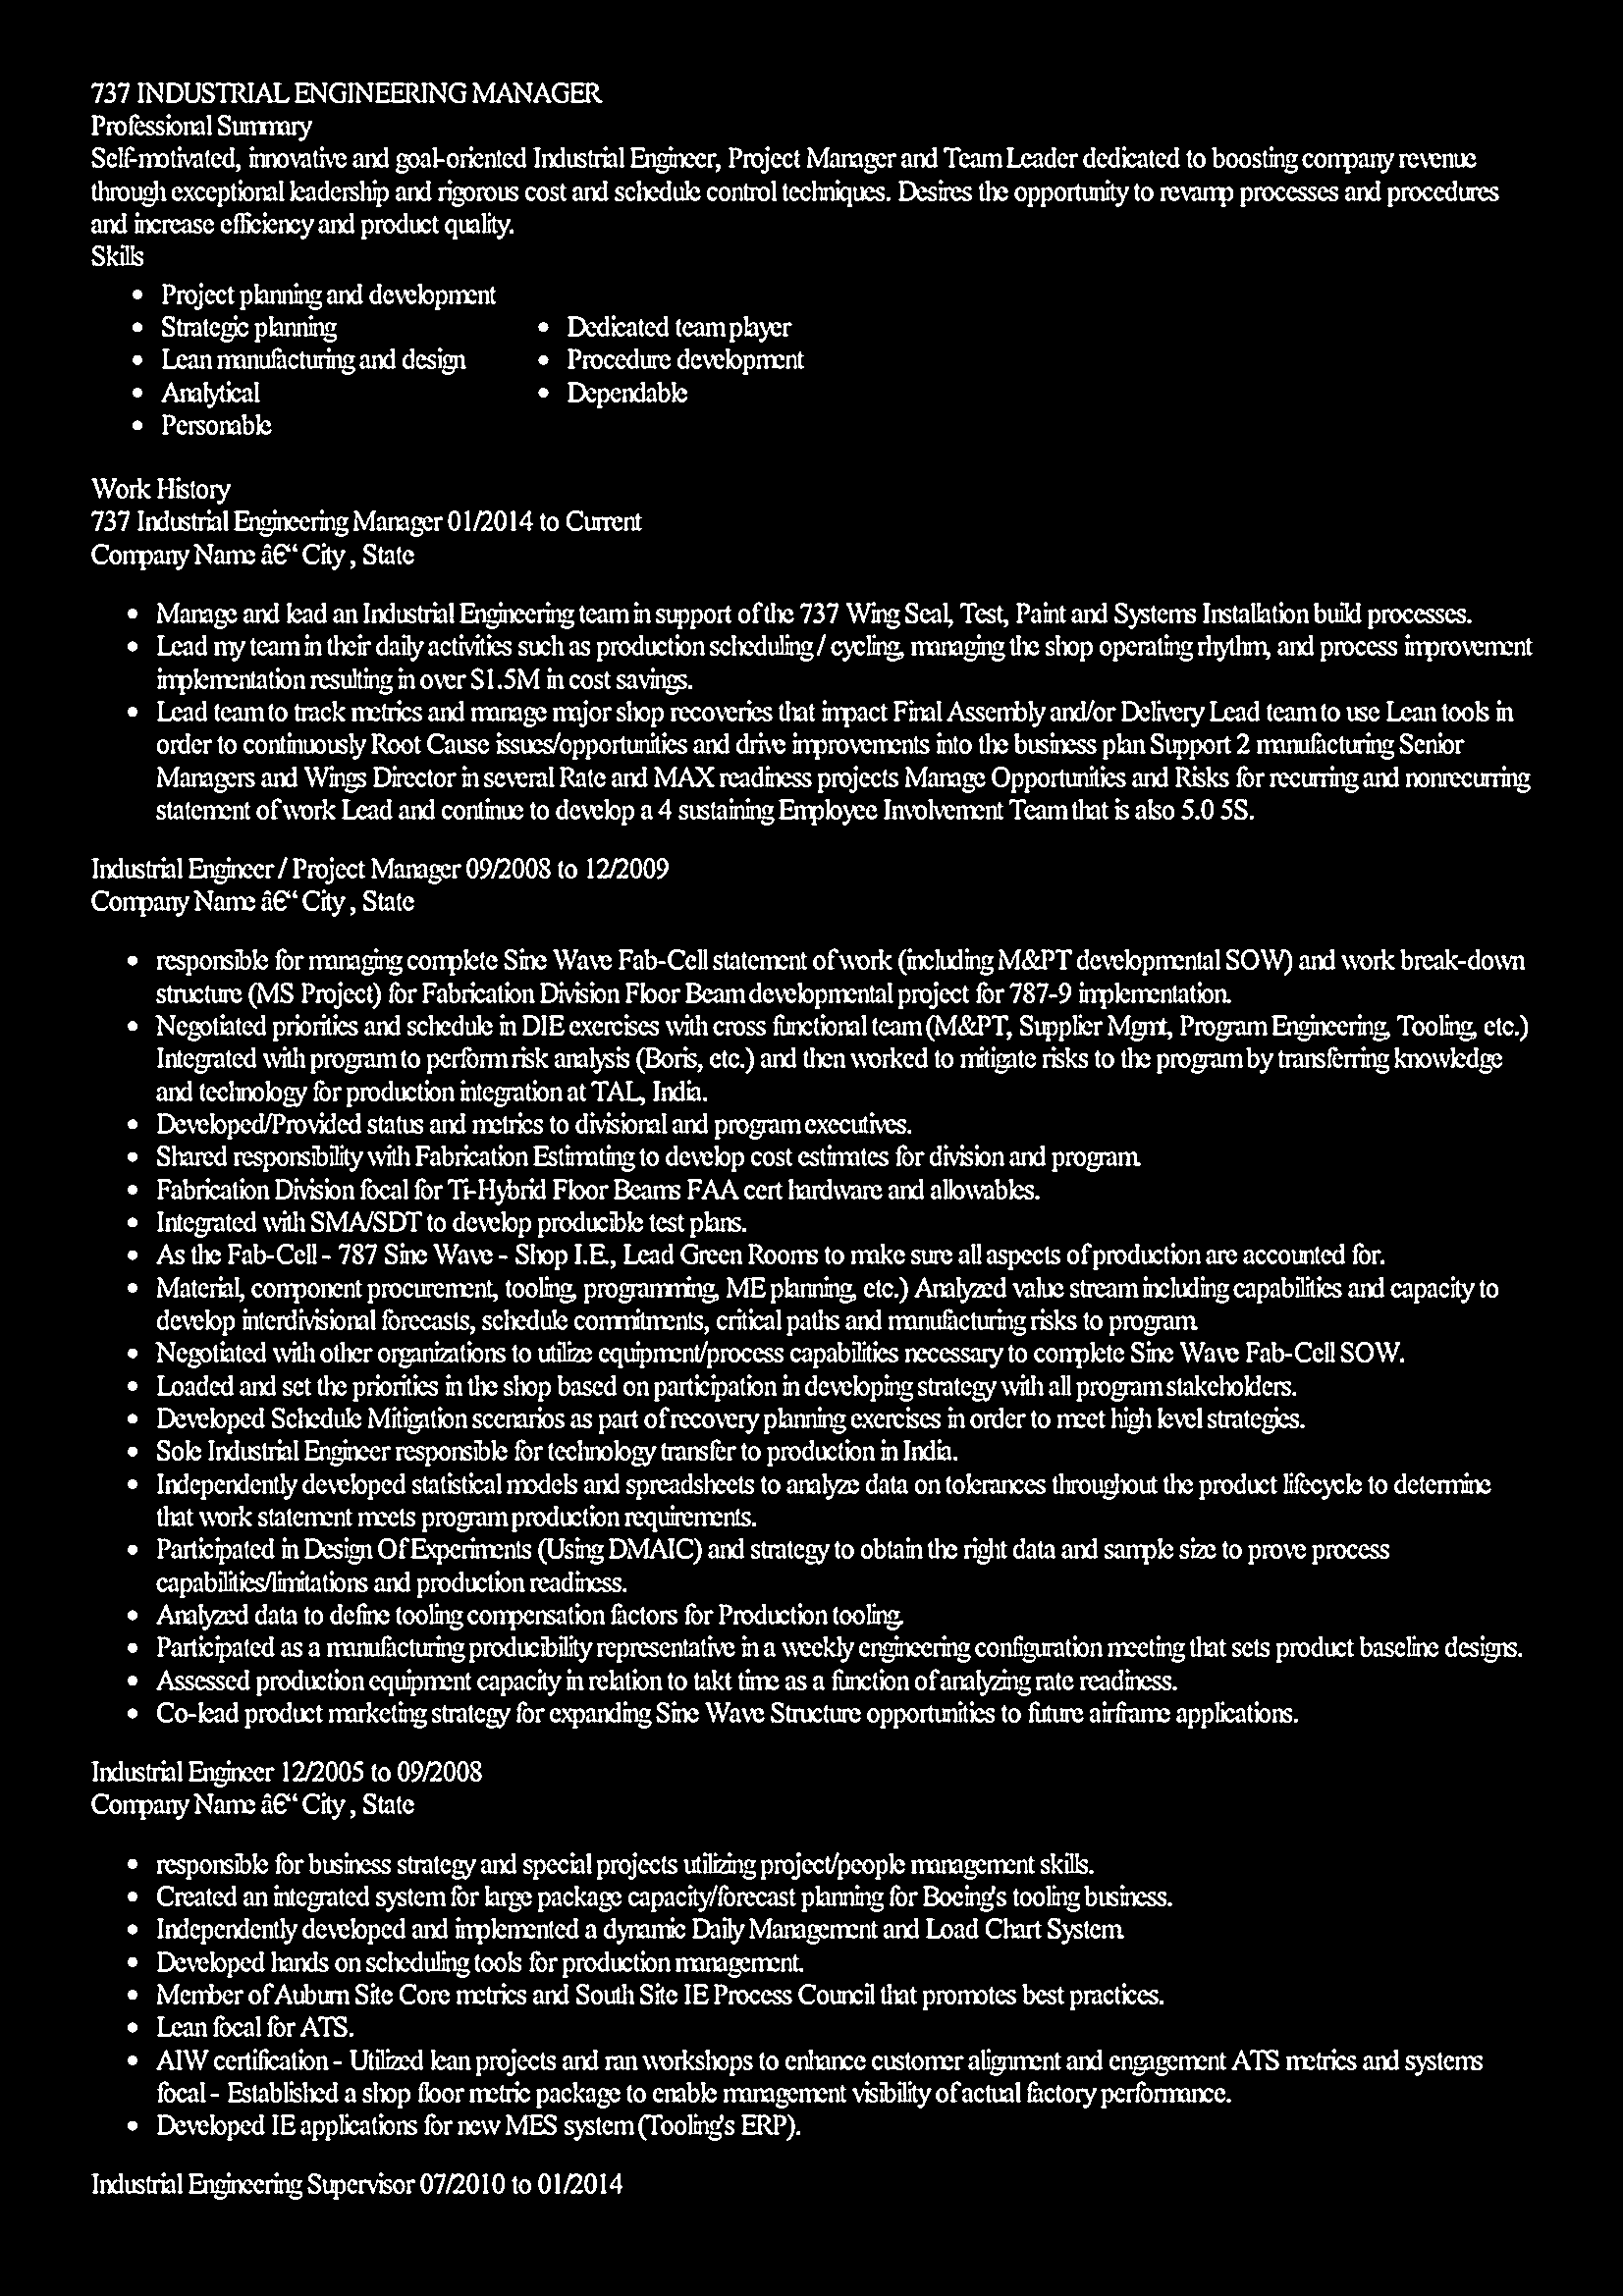 737 INDUSTRIAL ENGINEERING MANAGER
Professional Summary
Self-motivated, innovative and goal-oriented Industrial Engineer, Project Manager and Team Leader dedicated to boosting company revenue
through exceptional leadership and rigorous cost and schedule control techniques. Desires the opportunity to revamp processes and procedures
and increase efficiency and product quality.
Skills
• Project planning and development
• Strategic planning
• Lean manufacturing and design
• Analytical
• Personable
• Dedicated team player
• Procedure development
• Dependable
Work History
737 Industrial Engineering Manager 01/2014 to Current
Company Name â€“ City , State
• Manage and lead an Industrial Engineering team in support of the 737 Wing Seal, Test, Paint and Systems Installation build processes.
• Lead my team in their daily activities such as production scheduling / cycling, managing the shop operating rhythm, and process improvement
implementation resulting in over $1.5M in cost savings.
• Lead team to track metrics and manage major shop recoveries that impact Final Assembly and/or Delivery Lead team to use Lean tools in
order to continuously Root Cause issues/opportunities and drive improvements into the business plan Support 2 manufacturing Senior
Managers and Wings Director in several Rate and MAX readiness projects Manage Opportunities and Risks for recurring and nonrecurring
statement of work Lead and continue to develop a 4 sustaining Employee Involvement Team that is also 5.0 5S.
Industrial Engineer / Project Manager 09/2008 to 12/2009
Company Name â€“ City , State
• responsible for managing complete Sine Wave Fab-Cell statement of work (including M&PT developmental SOW) and work break-down
structure (MS Project) for Fabrication Division Floor Beam developmental project for 787-9 implementation.
• Negotiated priorities and schedule in D1E exercises with cross functional team (M&PT, Supplier Mgmt, Program Engineering, Tooling, etc.)
Integrated with program to perform risk analysis (Boris, etc.) and then worked to mitigate risks to the program by transferring knowledge
and technology for production integration at TAL, India.
• Developed/Provided status and metrics to divisional and program executives.
• Shared responsibility with Fabrication Estimating to develop cost estimates for division and program.
• Fabrication Division focal for Ti-Hybrid Floor Beams FAA cert hardware and allowables.
• Integrated with SMA/SDT to develop producible test plans.
• As the Fab-Cell - 787 Sine Wave - Shop I.E., Lead Green Rooms to make sure all aspects of production are accounted for.
• Material, component procurement, tooling, programming, ME planning, etc.) Analyzed value stream including capabilities and capacity to
develop interdivisional forecasts, schedule commitments, critical paths and manufacturing risks to program.
• Negotiated with other organizations to utilize equipment/process capabilities necessary to complete Sine Wave Fab-Cell SOW.
• Loaded and set the priorities in the shop based on participation in developing strategy with all program stakeholders.
• Developed Schedule Mitigation scenarios as part of recovery planning exercises in order to meet high level strategies.
• Sole Industrial Engineer responsible for technology transfer to production in India.
• Independently developed statistical models and spreadsheets to analyze data on tolerances throughout the product lifecycle to determine
that work statement meets program production requirements.
• Participated in Design Of Experiments (Using DMAIC) and strategy to obtain the right data and sample size to prove process
capabilities/limitations and production readiness.
• Analyzed data to define tooling compensation factors for Production tooling.
• Participated as a manufacturing producibility representative in a weekly engineering configuration meeting that sets product baseline designs.
• Assessed production equipment capacity in relation to takt time as a function of analyzing rate readiness.
• Co-lead product marketing strategy for expanding Sine Wave Structure opportunities to future airframe applications.
Industrial Engineer 12/2005 to 09/2008
Company Name â€“ City , State
• responsible for business strategy and special projects utilizing project/people management skills.
• Created an integrated system for large package capacity/forecast planning for Boeing's tooling business.
• Independently developed and implemented a dynamic Daily Management and Load Chart System.
• Developed hands on scheduling tools for production management.
• Member of Auburn Site Core metrics and South Site IE Process Council that promotes best practices.
• Lean focal for ATS.
• AIW certification - Utilized lean projects and ran workshops to enhance customer alignment and engagement ATS metrics and systems
focal - Established a shop floor metric package to enable management visibility of actual factory performance.
• Developed IE applications for new MES system (Tooling's ERP).
Industrial Engineering Supervisor 07/2010 to 01/2014